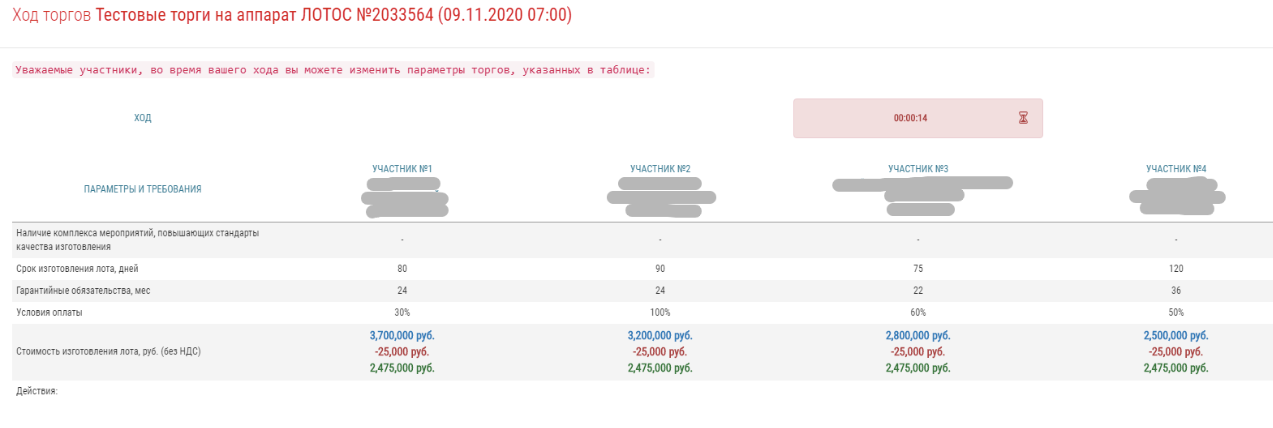 Ход торгов Тестовые торги на аппарат ЛОТОС №2033564 (09.11.2020 07:00)
Уважаемые участники, во время вашего хода вы можете изменить параметры торгов, указанных в таблице:
ХОД 00:00:14
ПАРАМЕТРЫ И ТРЕБОВАНИЯ УЧАСТНИК №1 УЧАСТНИК №2 УЧАСТНИК №3 УЧАСТНИК №4
Наличие комплекса мероприятий, повышающих стандарты
качества изготовления - - - -
Срок изготовления лота, дней 80 90 75 120
Гарантийные обязательства, мес 24 24 22 36
Условия оплаты 30% 100% 60% 50%
3,700,000 руб. 3,200,000 руб. 2,800,000 руб. 2,500,000 руб.
Стоимость изготовления лота, руб. (без НДС) -25,000 руб. -25,000 руб. -25,000 руб. -25,000 руб.
2,475,000 руб. 2,475,000 руб. 2,475,000 руб. 2,475,000 руб.
Действия: